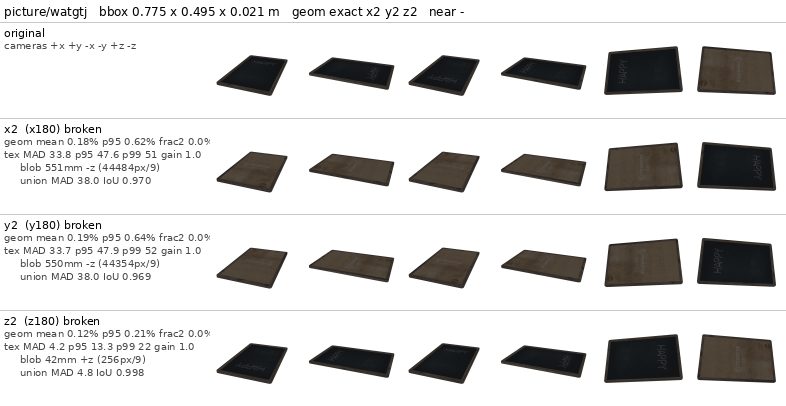 picture/watgtj bbox 0.775 x 0.495 x 0.021 m geom exact x2 y2 z2 near -
original
cameras +x +y -x -y +z -z
HAPPY
x2 (x180) broken
geom mean 0.18% p95 0.62% frac2 0.0%
tex MAD 33.8 p95 47.6 p99 51 gain 1.0
blob 551mm -z (44484px/9)
union MAD 38.0 IoU 0.970
HAPPY
y2 (y180) broken
geom mean 0.19% p95 0.64% frac2 0.0%
tex MAD 33.7 p95 47.9 p99 52 gain 1.0
blob 550mm -z (44354px/9)
union MAD 38.0 IoU 0.969
HAPPY
z2 (z180) broken
geom mean 0.12% p95 0.21% frac2 0.0%
tex MAD 4.2 p95 13.3 p99 22 gain 1.0
blob 42mm +z (256px/9)
union MAD 4.8 IoU 0.998
HAPPY